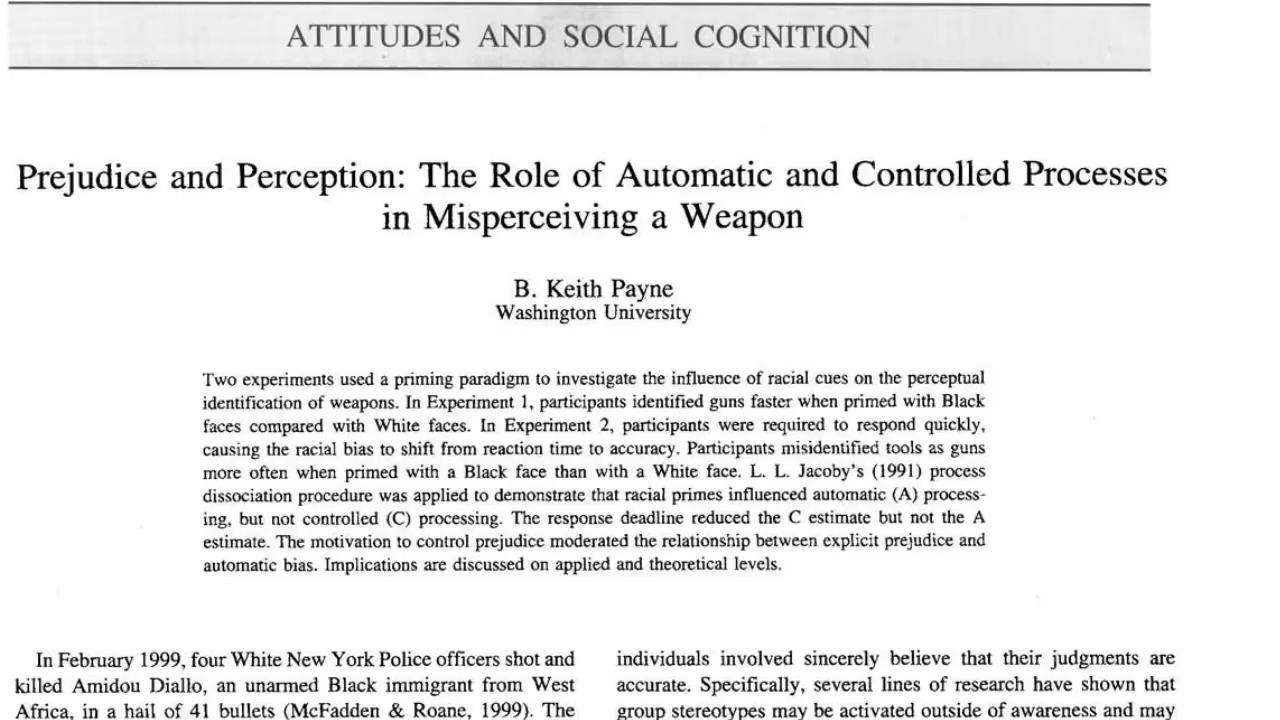 ATTITUDES AND SOCIAL COGNITION
Prejudice and Perception: The Role of Automatic and Controlled Processes
in Misperceiving a Weapon
B. Keith Payne
Washington University
Two experiments used a priming paradigm to investigate the influence of racial cues on the perceptual
identification of weapons. In Experiment 1, participants identified guns faster when primed with Black
faces compared with White faces. In Experiment 2, participants were required to respond quickly,
causing the racial bias to shift from reaction time to accuracy. Participants misidentified tools as guns
more often when primed with a Black face than with a White face. L. L. Jacoby's (1991) process
dissociation procedure was applied to demonstrate that racial primes influenced automatic (A) process-
ing, but not controlled (C) processing. The response deadline reduced the C estimate but not the A
estimate. The motivation to control prejudice moderated the relationship between explicit prejudice and
automatic bias. Implications are discussed on applied and theoretical levels.
In February 1999, four White New York Police officers shot and
killed Amidou Diallo, an unarmed Black immigrant from West
Africa, in a hail of 41 bullets (McFadden & Roane, 1999). The
individuals involved sincerely believe that their judgments are
accurate. Specifically, several lines of research have shown that
group stereotypes may be activated outside of awareness and may